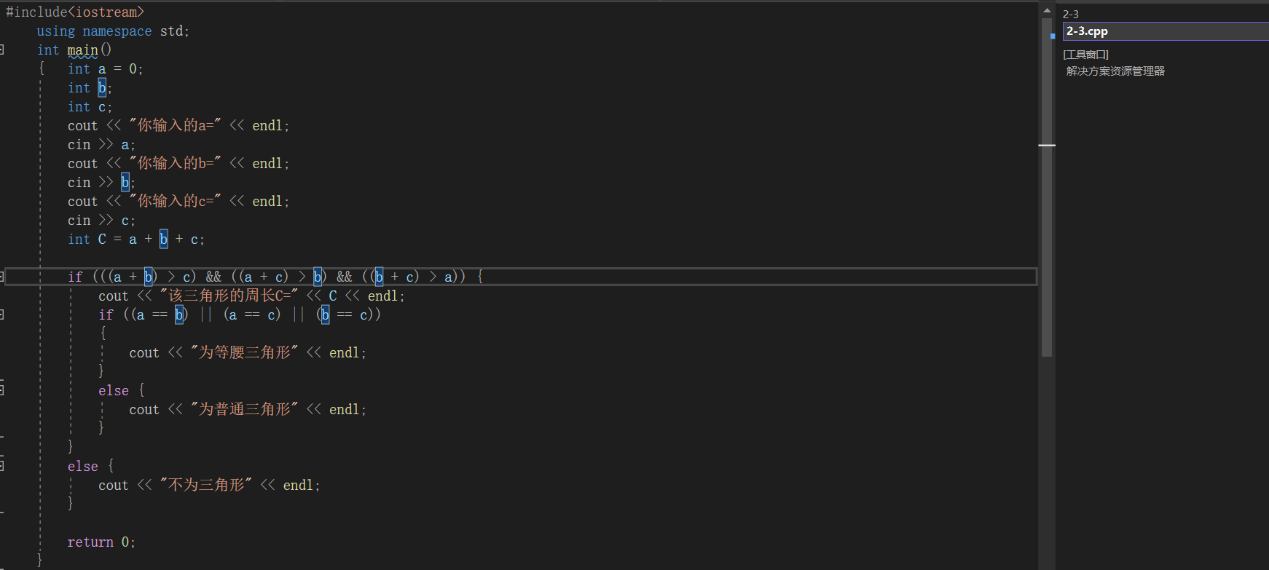 #include<iostream>
using namespace std;
int main()
{ int a = 0;
int b;
int c;
cout << "你输入的a=" << endl;
cin >> a;
cout << "你输入的b=" << endl;
cin >> b;
cout << "你输入的c=" << endl;
cin >> c;
int C = a + b + c;
if (((a + b) > c) && ((a + c) > b) && ((b + c) > a)) {
cout << "该三角形的周长C=" << C << endl;
if ((a == b) || (a == c) || (b == c))
{
cout << "为等腰三角形" << endl;
}
else {
cout << "为普通三角形" << endl;
}
}
else {
cout << "不为三角形" << endl;
}
return 0;
}
2-3
2-3.cpp
[工具窗口]
解决方案资源管理器